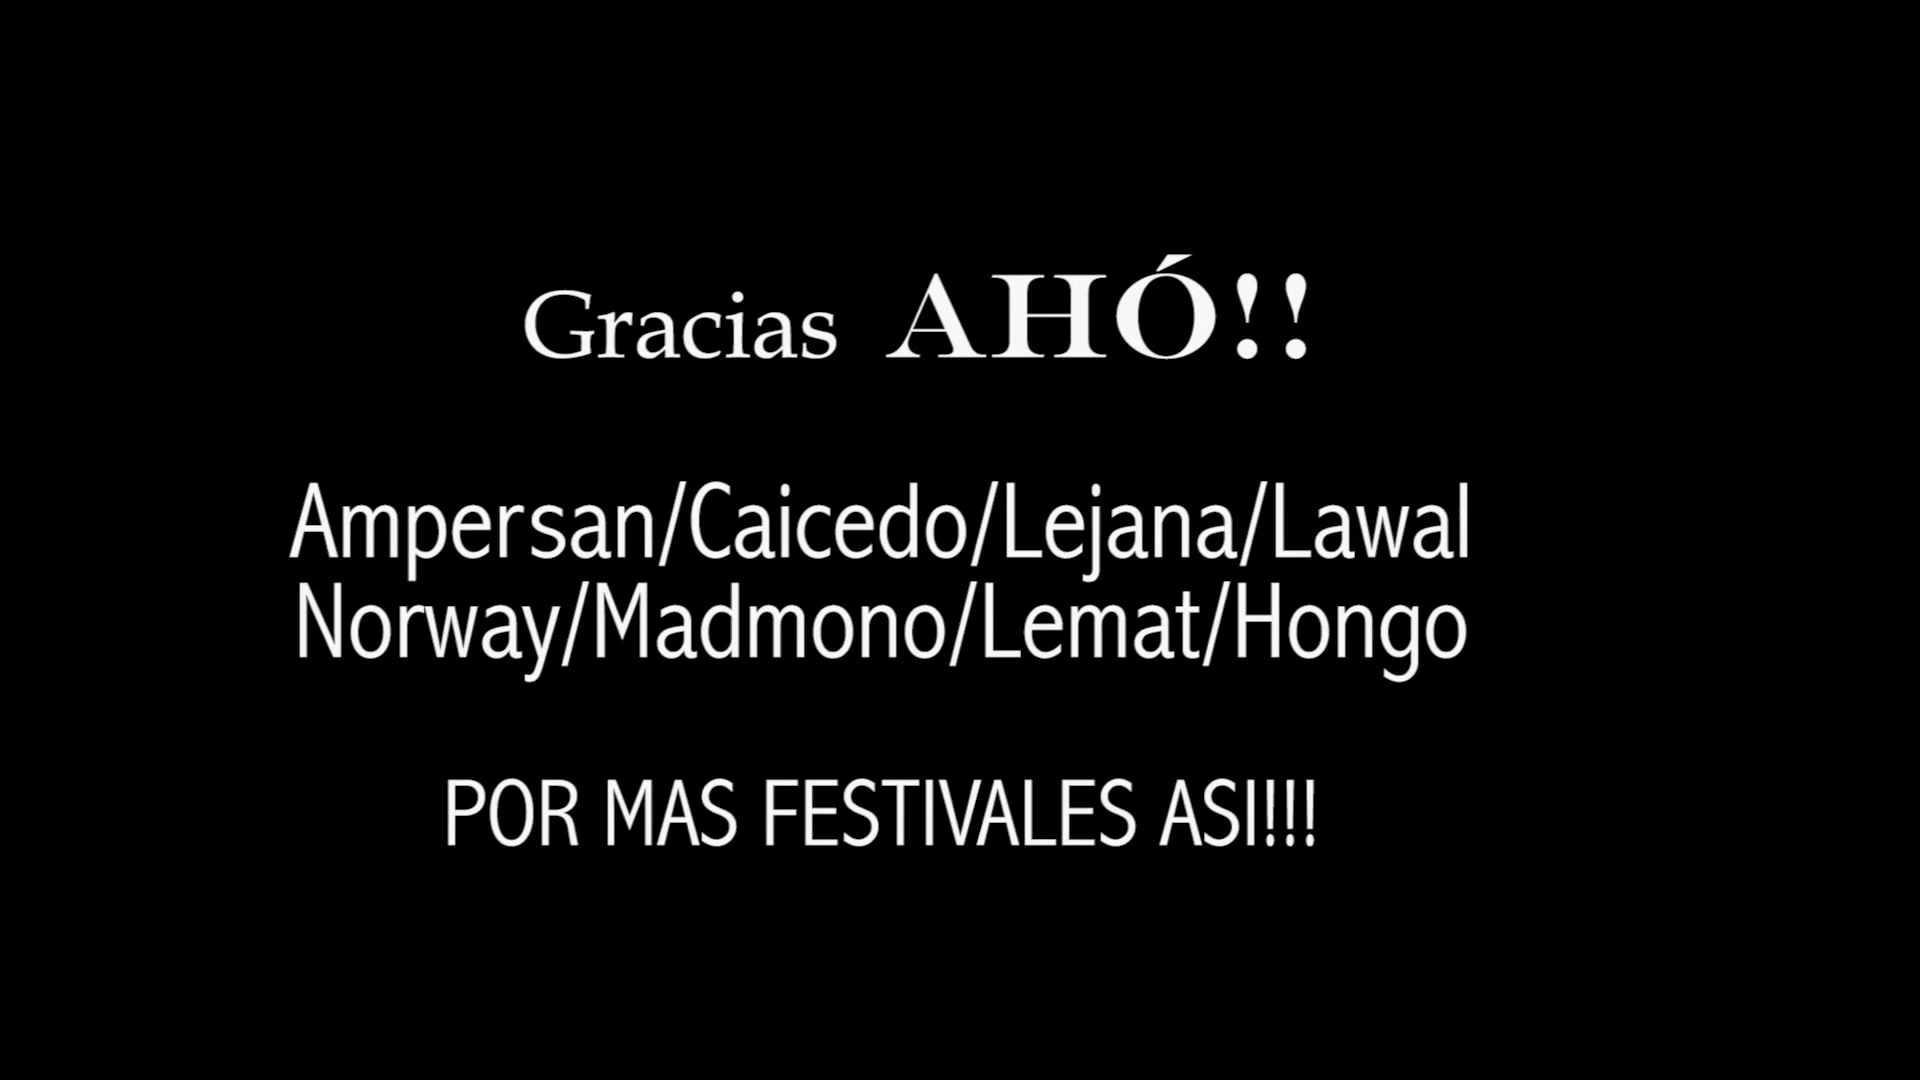 Gracias AHÓ!!
Ampersan/Caicedo/Lejana/Lawal
Norway/Madmono/Lemat/Hongo
POR MAS FESTIVALES ASI!!!